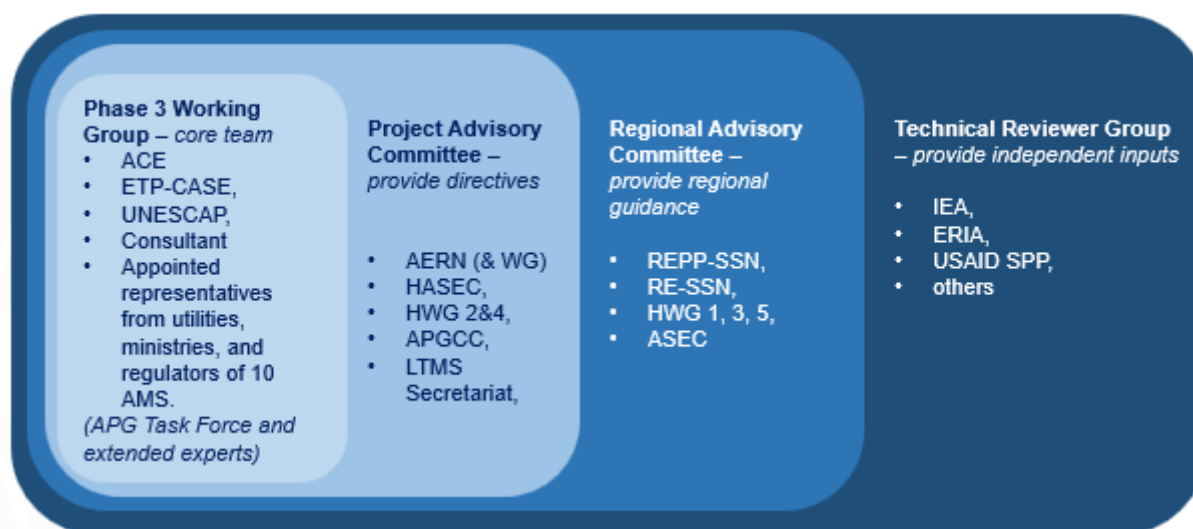 Phase 3 Working
Group – core team
• ACE
• ETP-CASE,
• UNESCAP,
• Consultant
• Appointed
representatives
from utilities,
ministries, and
regulators of 10
AMS.
(APG Task Force and
extended experts)
Project Advisory
Committee –
provide directives
• AERN (& WG)
• HASEC,
• HWG 2&4,
• APGCC,
• LTMS
Secretariat,
Regional Advisory
Committee –
provide regional
guidance
• REPP-SSN,
• RE-SSN,
• HWG 1, 3, 5,
• ASEC
Technical Reviewer Group
– provide independent inputs
• IEA,
• ERIA,
• USAID SPP,
• others